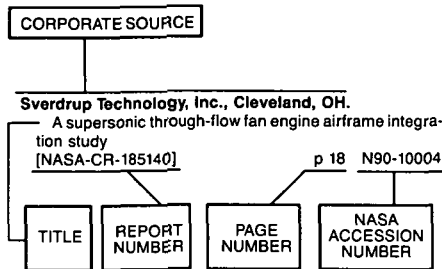 CORPORATE SOURCE
Sverdrup Technology, Inc., Cleveland, OH.
A supersonic through-flow fan engine airframe integra-
tion study
[NASA-CR-185140] p 18 N90-10004
TITLE
REPORT
NUMBER
PAGE
NUMBER
NASA
ACCESSION
NUMBER